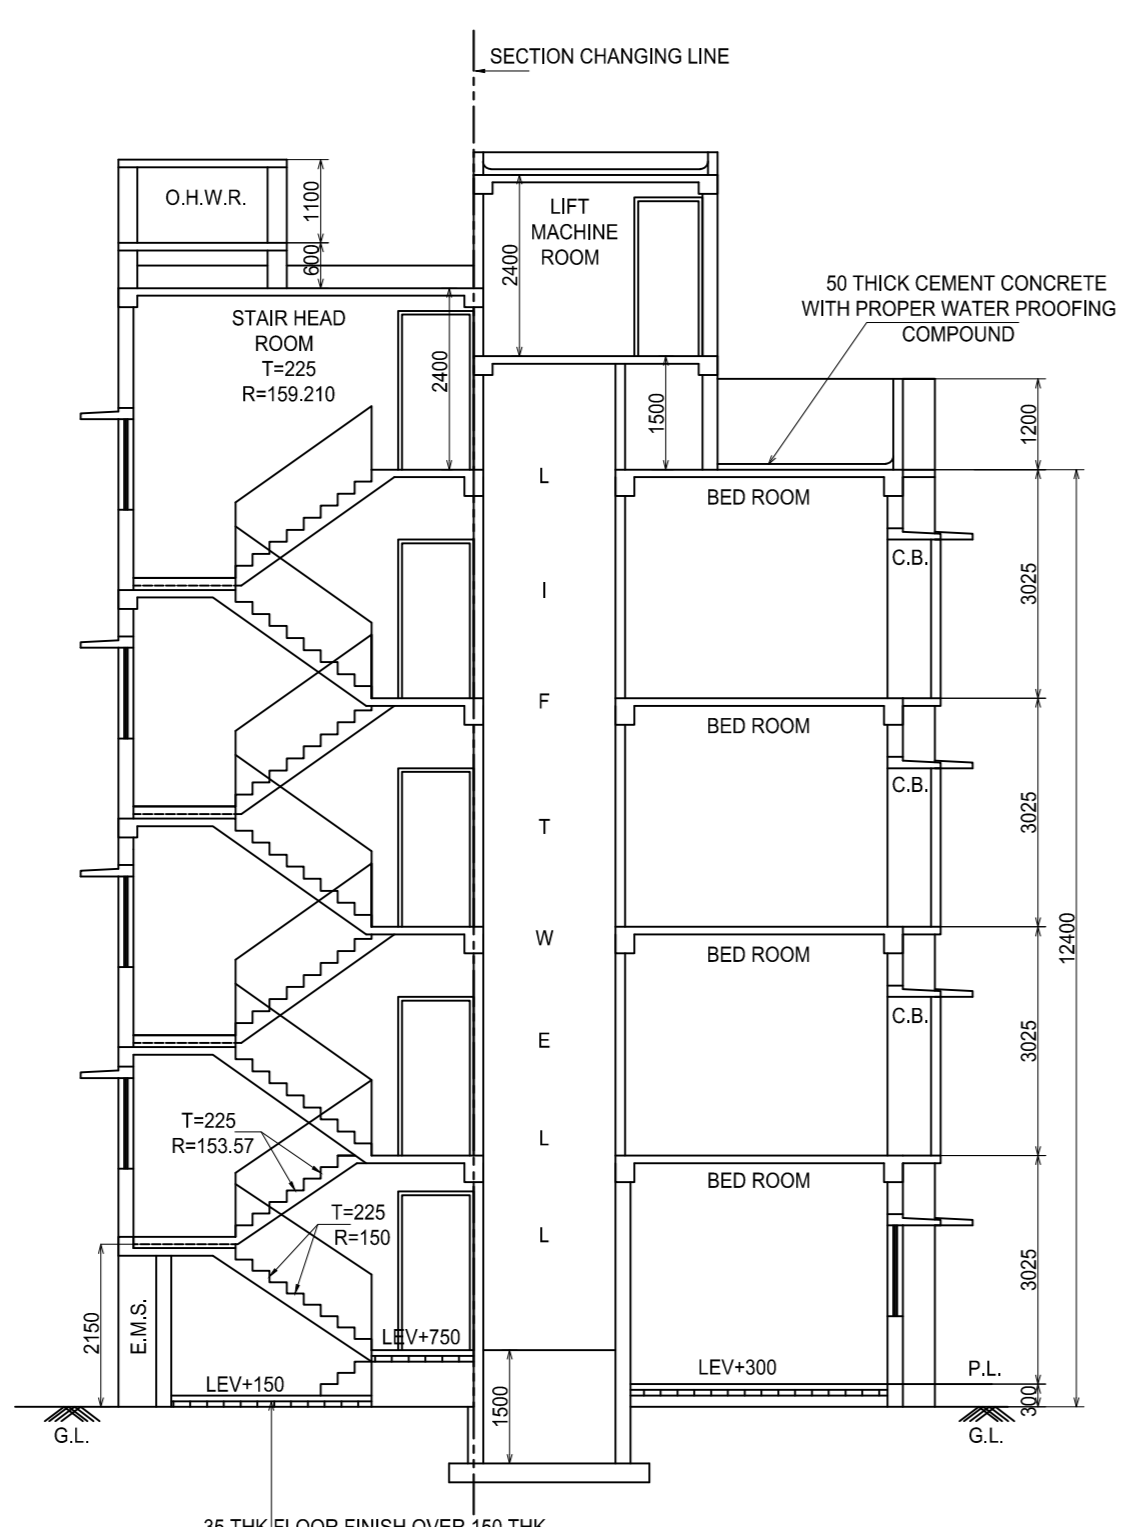 SECTION CHANGING LINE
O.H.W.R.
1100
600
LIFT
MACHINE
ROOM
2400
50 THICK CEMENT CONCRETE
WITH PROPER WATER PROOFING
COMPOUND
STAIR HEAD
ROOM
T=225
R=159.210
2400
1500
1200
L
I
F
T
W
E
L
L
BED ROOM
C.B.
3025
BED ROOM
C.B.
3025
BED ROOM
C.B.
3025
12400
T=225
R=153.57
BED ROOM
T=225
R=150
3025
2150
E.M.S.
LEV+750
LEV+150
LEV+300
P.L.
1500
300
G.L.
G.L.
35 THK FLOOR FINISH OVER 150 THK